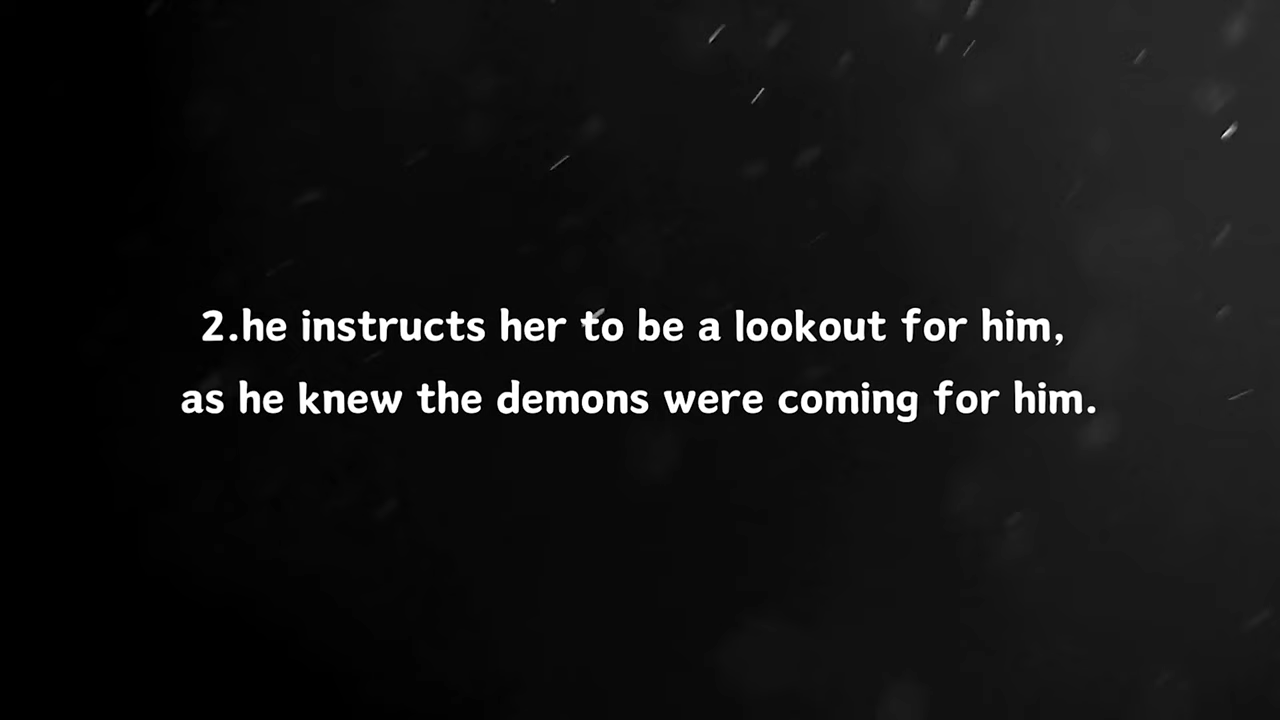 2.he instructs her to be a lookout for him,
as he knew the demons were coming for him.